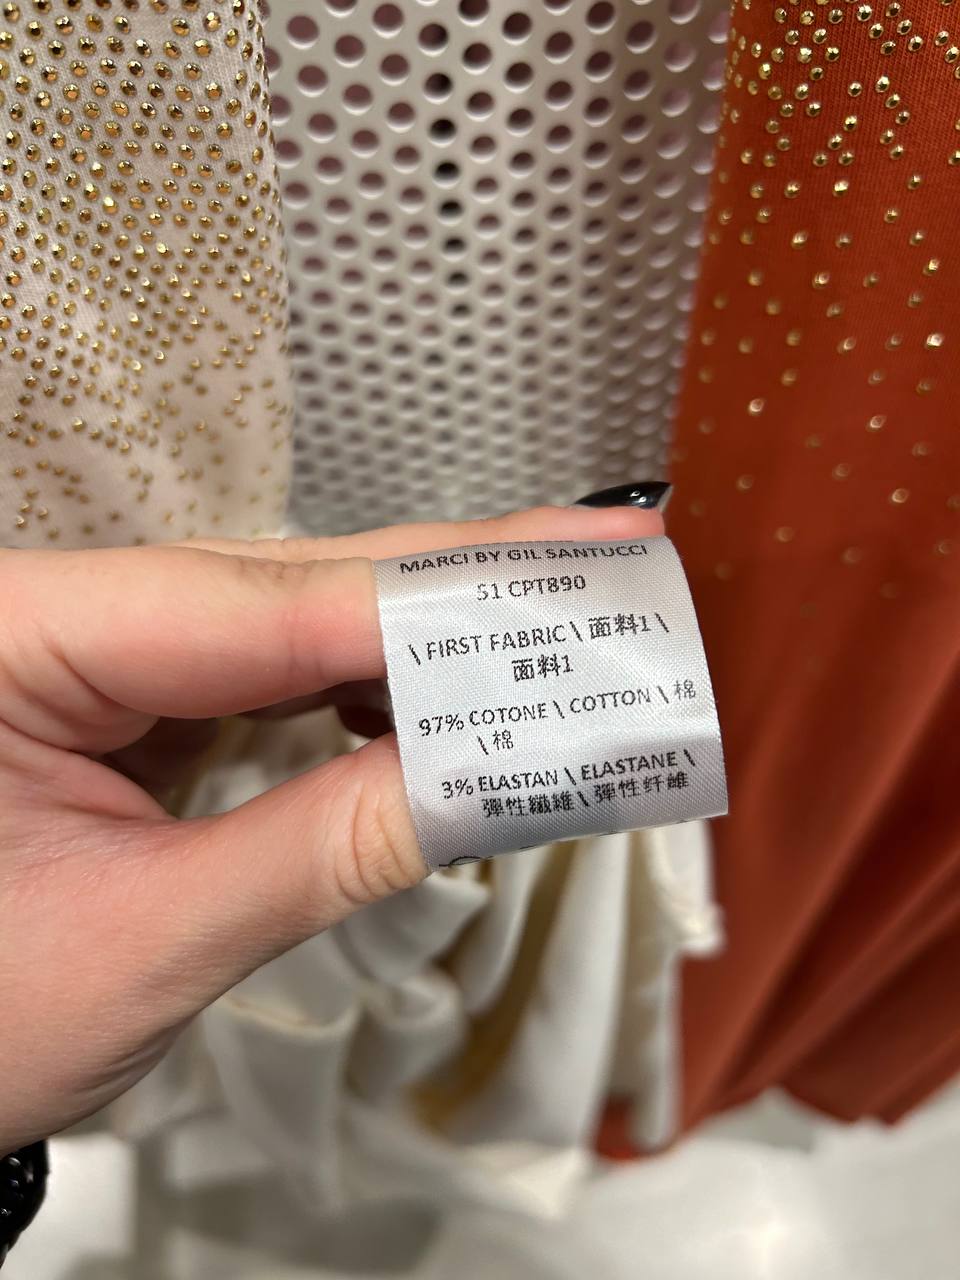 MARCI BY GIL SANTUCCI
51 CPT890
\ FIRST FABRIC \ 面料1 \
面料1
97% COTONE \ COTTON \ 棉
\ 棉
3% ELASTAN \ ELASTANE \
彈性纖維 \ 弹性纤维